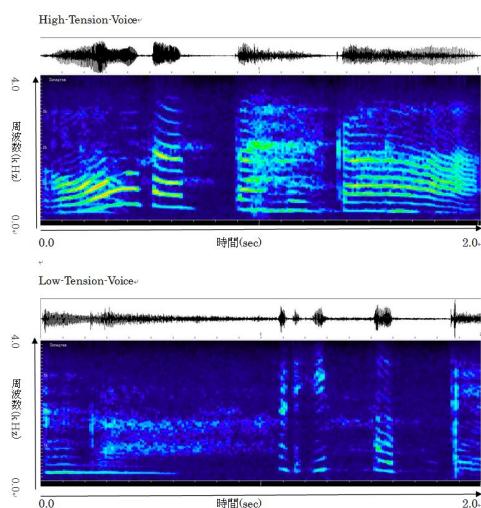 High-Tension-Voice
4.0
周波数(kHz)
0.0
0.0
時間(sec)
2.0
Low-Tension-Voice
4.0
周波数(kHz)
0.0
0.0
時間(sec)
2.0